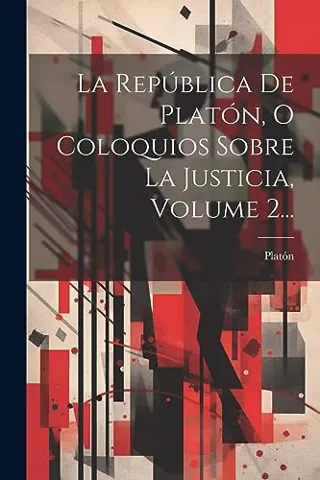 La República De
Platón, O
Coloquios Sobre
La Justicia,
Volume 2...
Platón